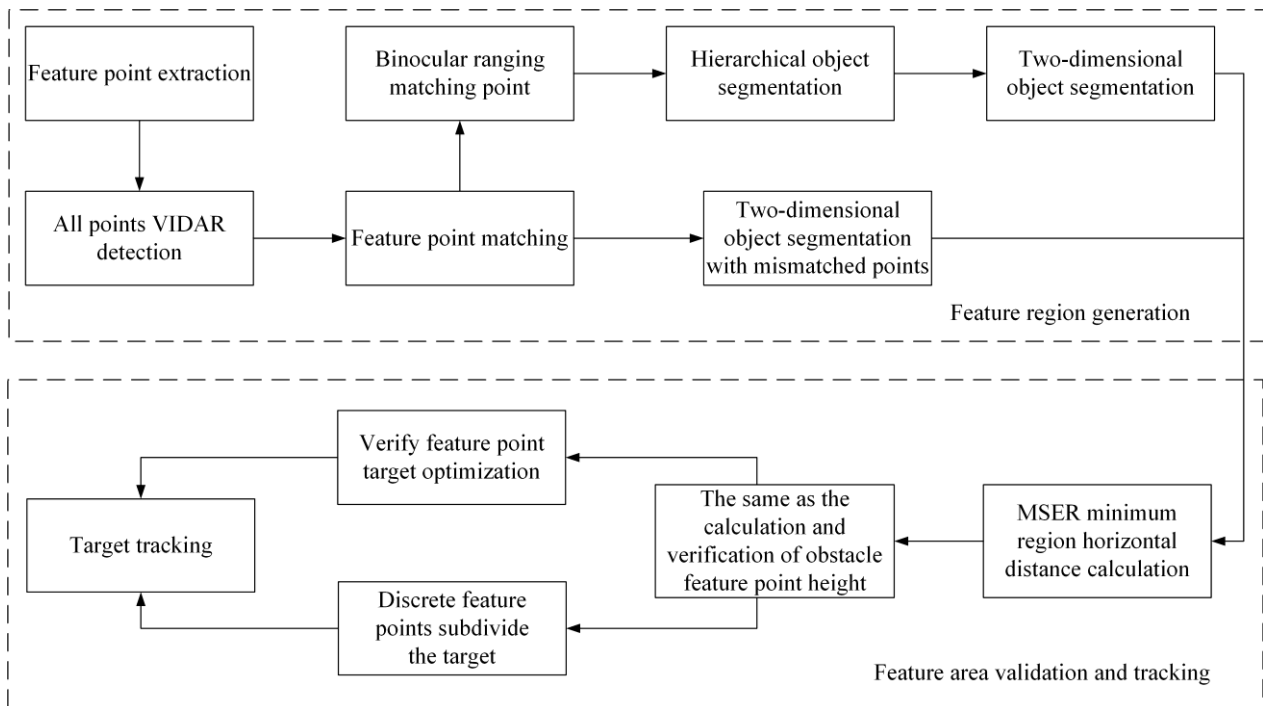 Feature point extraction
Binocular ranging
matching point
Hierarchical object
segmentation
Two-dimensional
object segmentation
All points VIDAR
detection
Feature point matching
Two-dimensional
object segmentation
with mismatched points
Feature region generation
Verify feature point
target optimization
Target tracking
The same as the
calculation and
verification of obstacle
feature point height
MSER minimum
region horizontal
distance calculation
Discrete feature
points subdivide
the target
Feature area validation and tracking